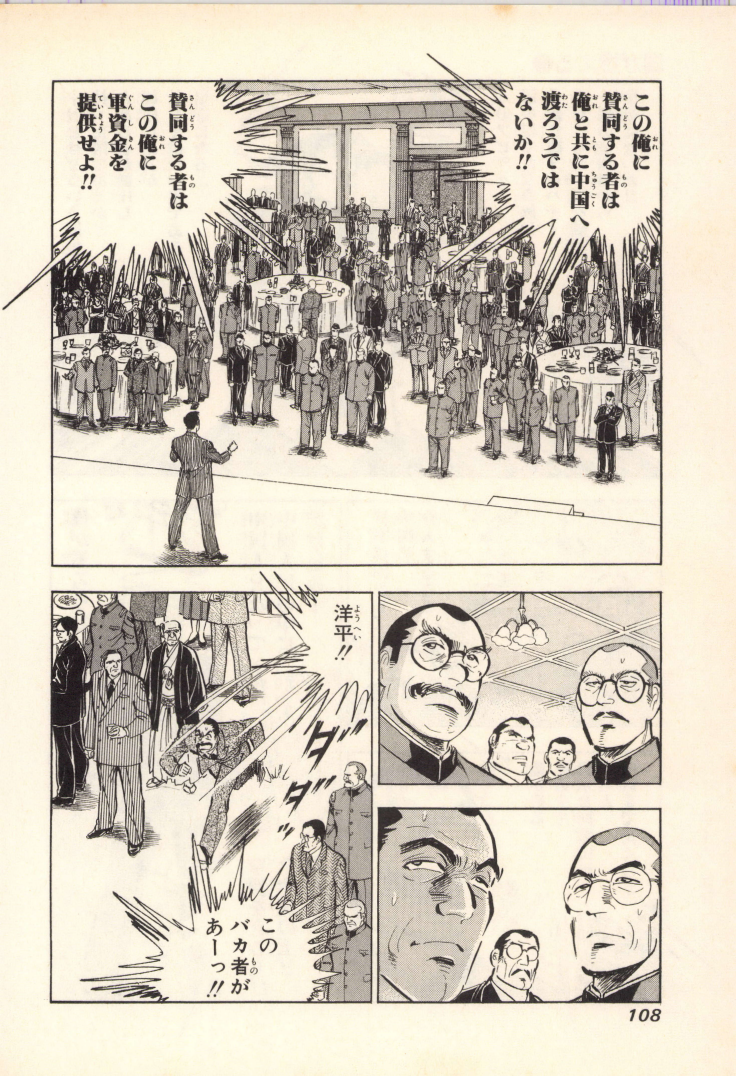 この俺に
賛同する者は
俺と共に中国へ
渡ろうでは
ないか!!
賛同する者は
この俺に
軍資金を
提供せよ!!
洋平!!
ダダッ
この
バカ者が
あーっ!!
108